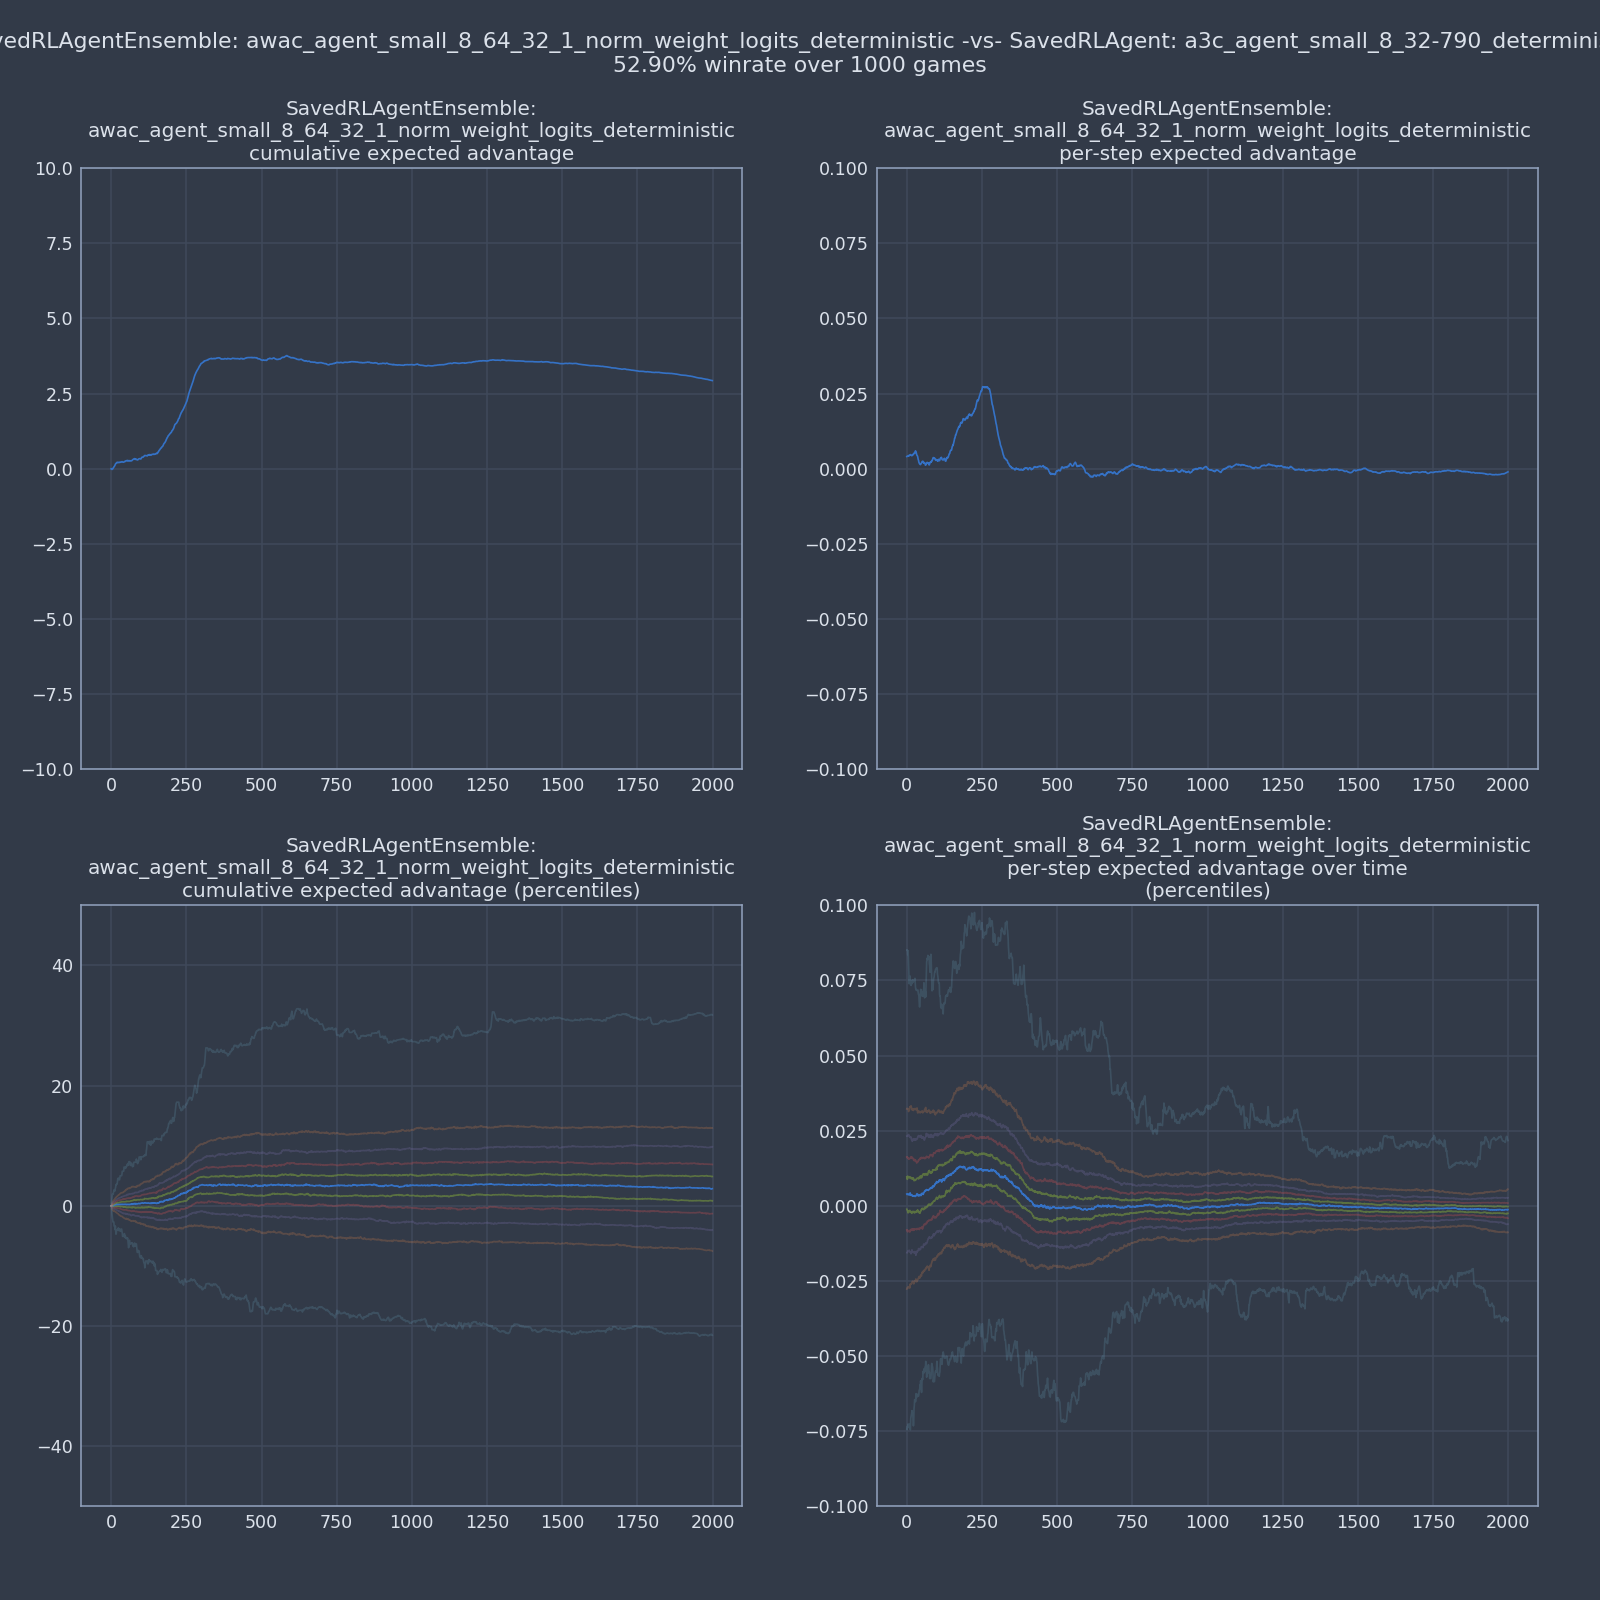 vedRLAgentEnsemble: awac_agent_small_8_64_32_1_norm_weight_logits_deterministic -vs- SavedRLAgent: a3c_agent_small_8_32-790_determini
52.90% winrate over 1000 games
SavedRLAgentEnsemble:
awac_agent_small_8_64_32_1_norm_weight_logits_deterministic
cumulative expected advantage
10.0
7.5
5.0
2.5
0.0
−2.5
−5.0
−7.5
−10.0
0 250 500 750 1000 1250 1500 1750 2000
SavedRLAgentEnsemble:
awac_agent_small_8_64_32_1_norm_weight_logits_deterministic
per-step expected advantage
0.100
0.075
0.050
0.025
0.000
−0.025
−0.050
−0.075
−0.100
0 250 500 750 1000 1250 1500 1750 2000
SavedRLAgentEnsemble:
awac_agent_small_8_64_32_1_norm_weight_logits_deterministic
cumulative expected advantage (percentiles)
40
20
0
−20
−40
0 250 500 750 1000 1250 1500 1750 2000
SavedRLAgentEnsemble:
awac_agent_small_8_64_32_1_norm_weight_logits_deterministic
per-step expected advantage over time
(percentiles)
0.100
0.075
0.050
0.025
0.000
−0.025
−0.050
−0.075
−0.100
0 250 500 750 1000 1250 1500 1750 2000